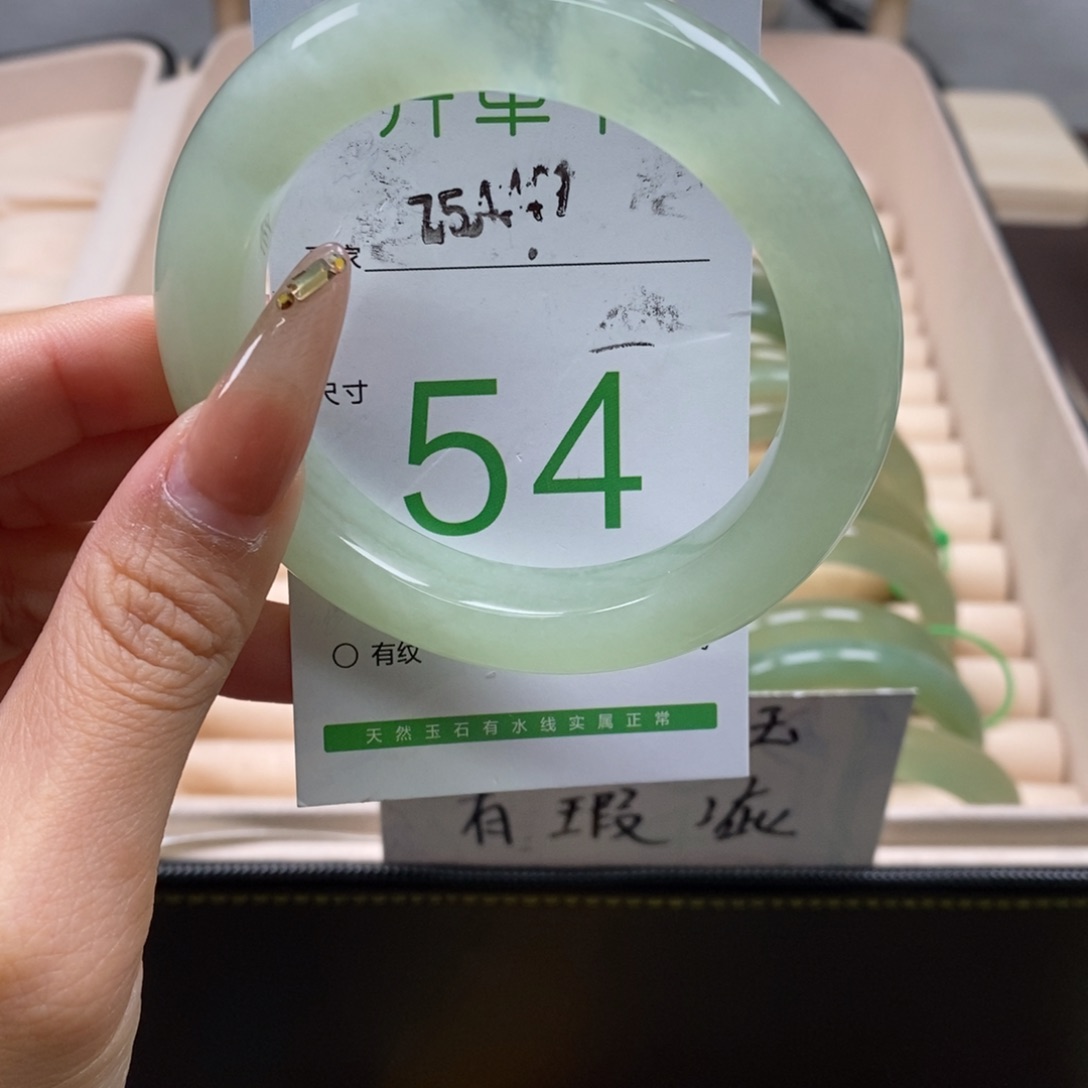 开单卡
尺寸
54
有纹
天然玉石有水线实属正常
玉
有瑕疵